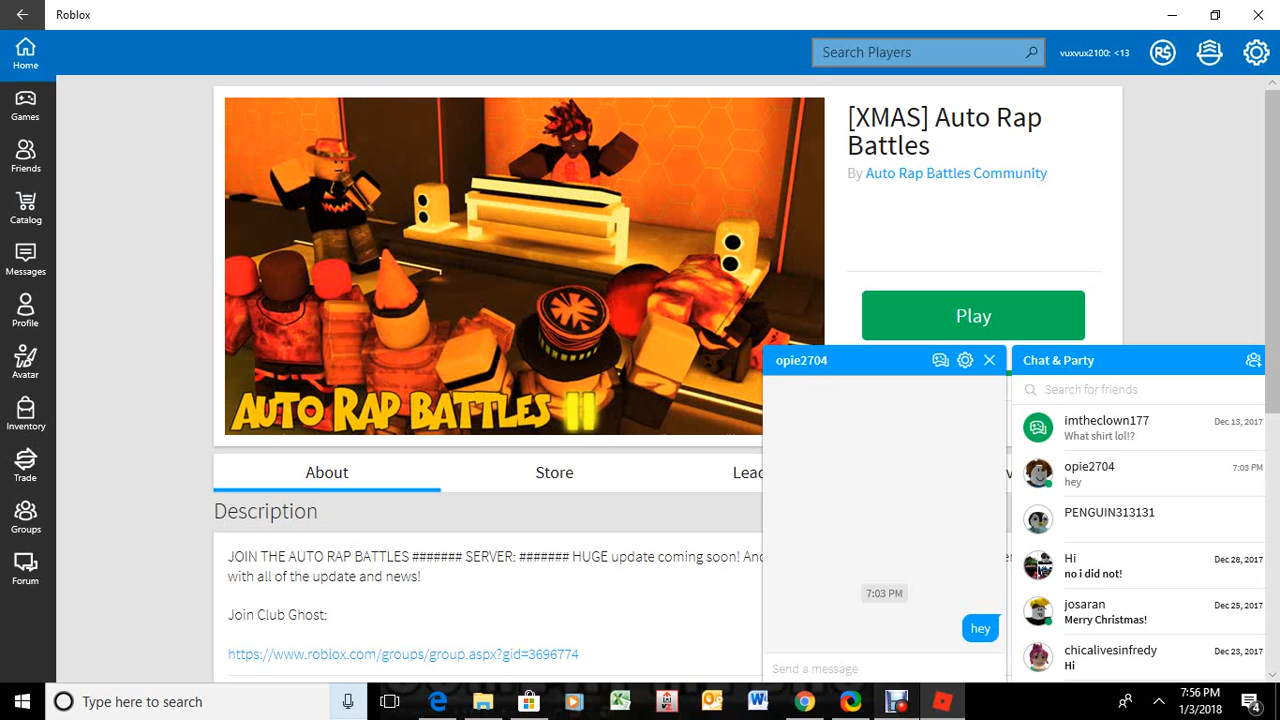 Roblox
Home
Search Players
vuxvux2100: <13
Games
Friends
Catalog
Messages
Profile
Avatar
Inventory
Trade
Groups
Forum
AUTO RAP BATTLES
[XMAS] Auto Rap
Battles
By Auto Rap Battles Community
Play
About
Store
Lead
Description
JOIN THE AUTO RAP BATTLES ####### SERVER: ####### HUGE update coming soon! And
with all of the update and news!
Join Club Ghost:
https://www.roblox.com/groups/group.aspx?gid=3696774
opie2704
7:03 PM
hey
Send a message
Chat & Party
Search for friends
imtheclown177
Dec 13, 2017
What shirt lol!?
opie2704
7:03 PM
hey
PENGUIN313131
Hi
Dec 28, 2017
no i did not!
josaran
Dec 25, 2017
Merry Christmas!
chicalivesinfredy
Dec 23, 2017
Hi
Type here to search
7:56 PM
1/3/2018
4